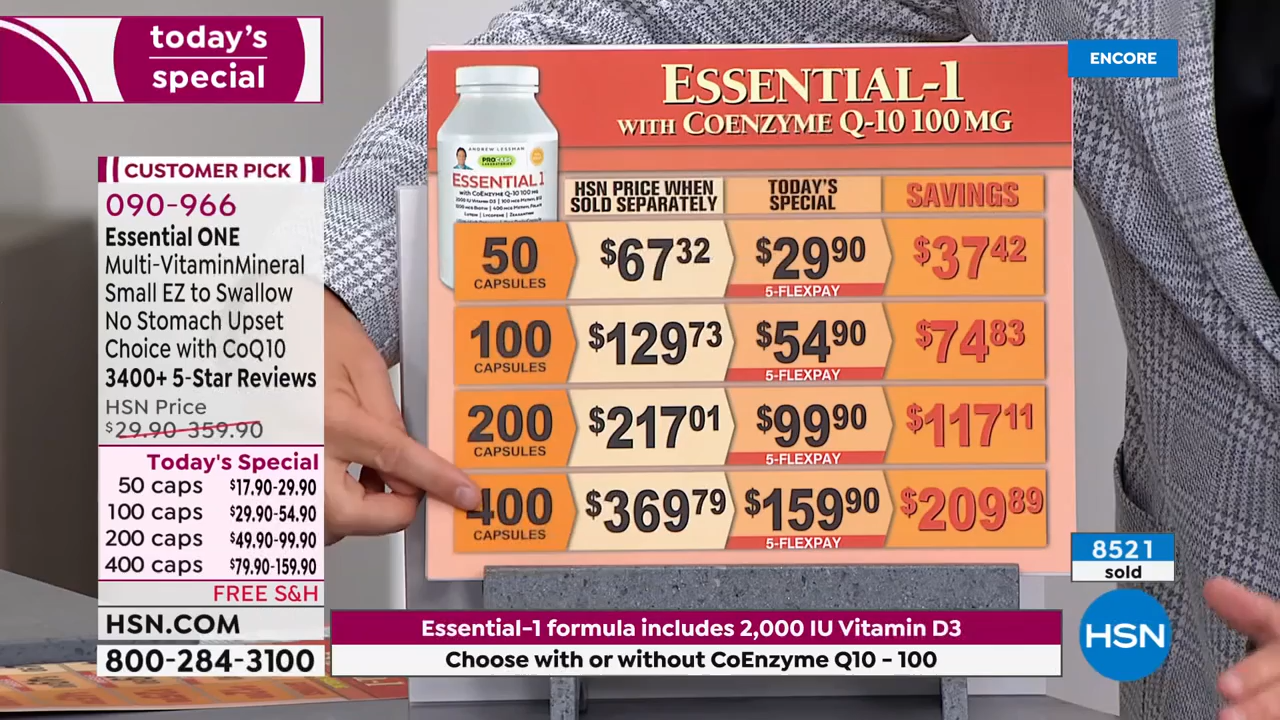 today's
special
CUSTOMER PICK
090-966
Essential ONE
Multi-VitaminMineral
Small EZ to Swallow
No Stomach Upset
Choice with CoQ10
3400+ 5-Star Reviews
HSN Price
$29.90-359.90
Today's Special
50 caps $17.90-29.90
100 caps $29.90-54.90
200 caps $49.90-99.90
400 caps $79.90-159.90
FREE S&H
HSN.COM
800-284-3100
ENCORE
ESSENTIAL-1
WITH COENZYME Q-10 100 MG
ANDREW LESSMAN
PROCAPS
LABORATORIES
ESSENTIAL 1
with CoEnzyme Q-10 100 mg
HSN PRICE WHEN
SOLD SEPARATELY
TODAY'S
SPECIAL
SAVINGS
50 CAPSULES $67.32 $29.90 5-FLEXPAY $37.42
100 CAPSULES $129.73 $54.90 5-FLEXPAY $74.83
200 CAPSULES $217.01 $99.90 5-FLEXPAY $117.11
400 CAPSULES $369.79 $159.90 5-FLEXPAY $209.89
8521
sold
HSN
Essential-1 formula includes 2,000 IU Vitamin D3
Choose with or without CoEnzyme Q10 - 100